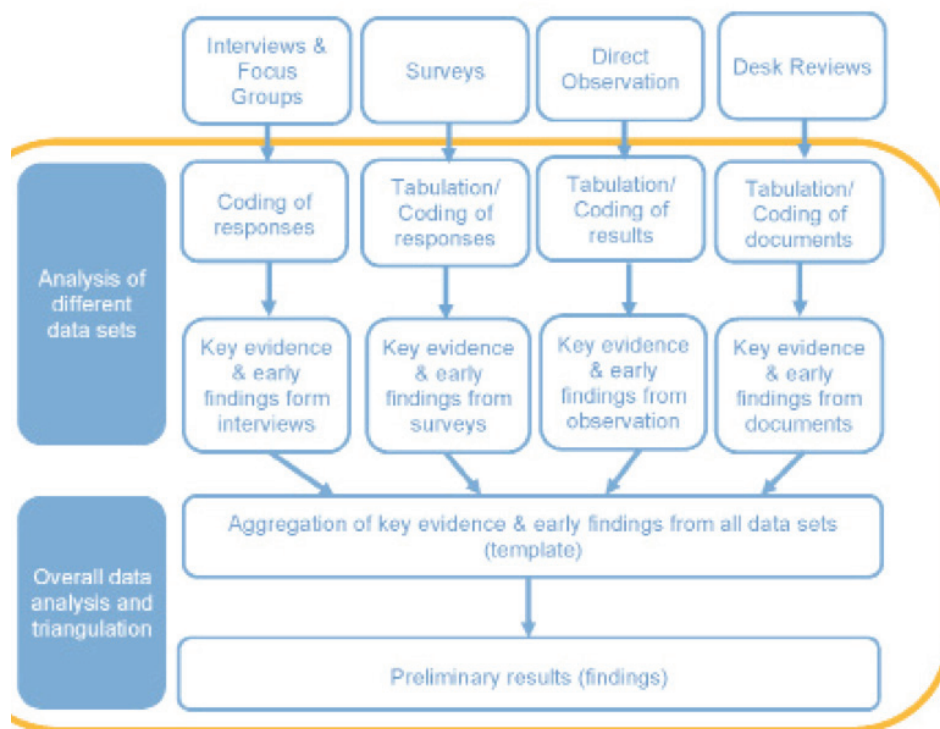 Interviews &
Focus
Groups
Surveys
Direct
Observation
Desk Reviews
Analysis of
different
data sets
Coding of
responses
Tabulation/
Coding of
responses
Tabulation/
Coding of
results
Tabulation/
Coding of
documents
Key evidence
& early
findings form
interviews
Key evidence
& early
findings from
surveys
Key evidence
& early
findings from
observation
Key evidence
& early
findings from
documents
Overall data
analysis and
triangulation
Aggregation of key evidence & early findings from all data sets
(template)
Preliminary results (findings)